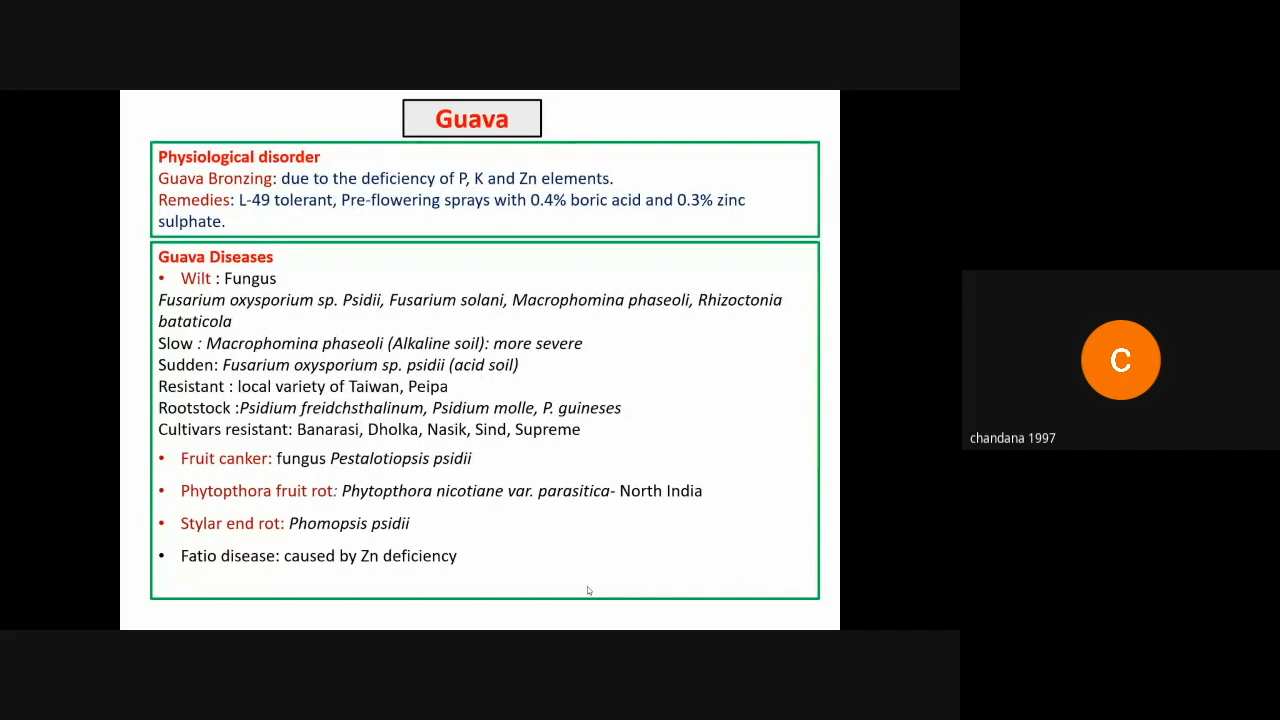 Guava
Physiological disorder
Guava Bronzing: due to the deficiency of P, K and Zn elements.
Remedies: L-49 tolerant, Pre-flowering sprays with 0.4% boric acid and 0.3% zinc
sulphate.
Guava Diseases
• Wilt : Fungus
Fusarium oxysporium sp. Psidii, Fusarium solani, Macrophomina phaseoli, Rhizoctonia
bataticola
Slow : Macrophomina phaseoli (Alkaline soil): more severe
Sudden: Fusarium oxysporium sp. psidii (acid soil)
Resistant : local variety of Taiwan, Peipa
Rootstock :Psidium freidchsthalinum, Psidium molle, P. guineses
Cultivars resistant: Banarasi, Dholka, Nasik, Sind, Supreme
• Fruit canker: fungus Pestalotiopsis psidii
• Phytopthora fruit rot: Phytopthora nicotiane var. parasitica- North India
• Stylar end rot: Phomopsis psidii
• Fatio disease: caused by Zn deficiency
C
chandana 1997